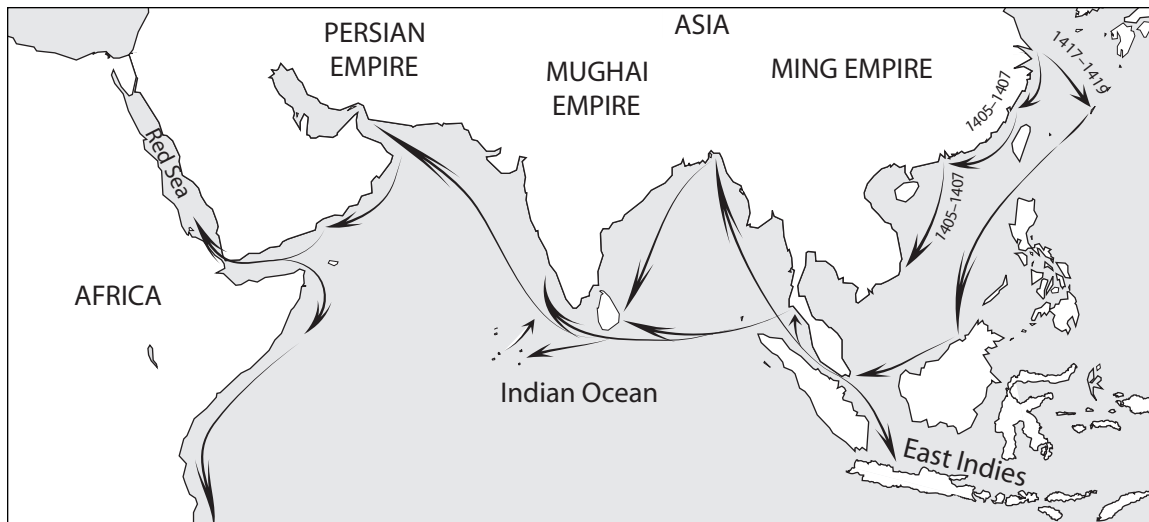 ASIA
PERSIAN
EMPIRE
MUGHAI
EMPIRE
MING EMPIRE
1417–1419
1405–1407
Red Sea
1405–1407
AFRICA
Indian Ocean
East Indies